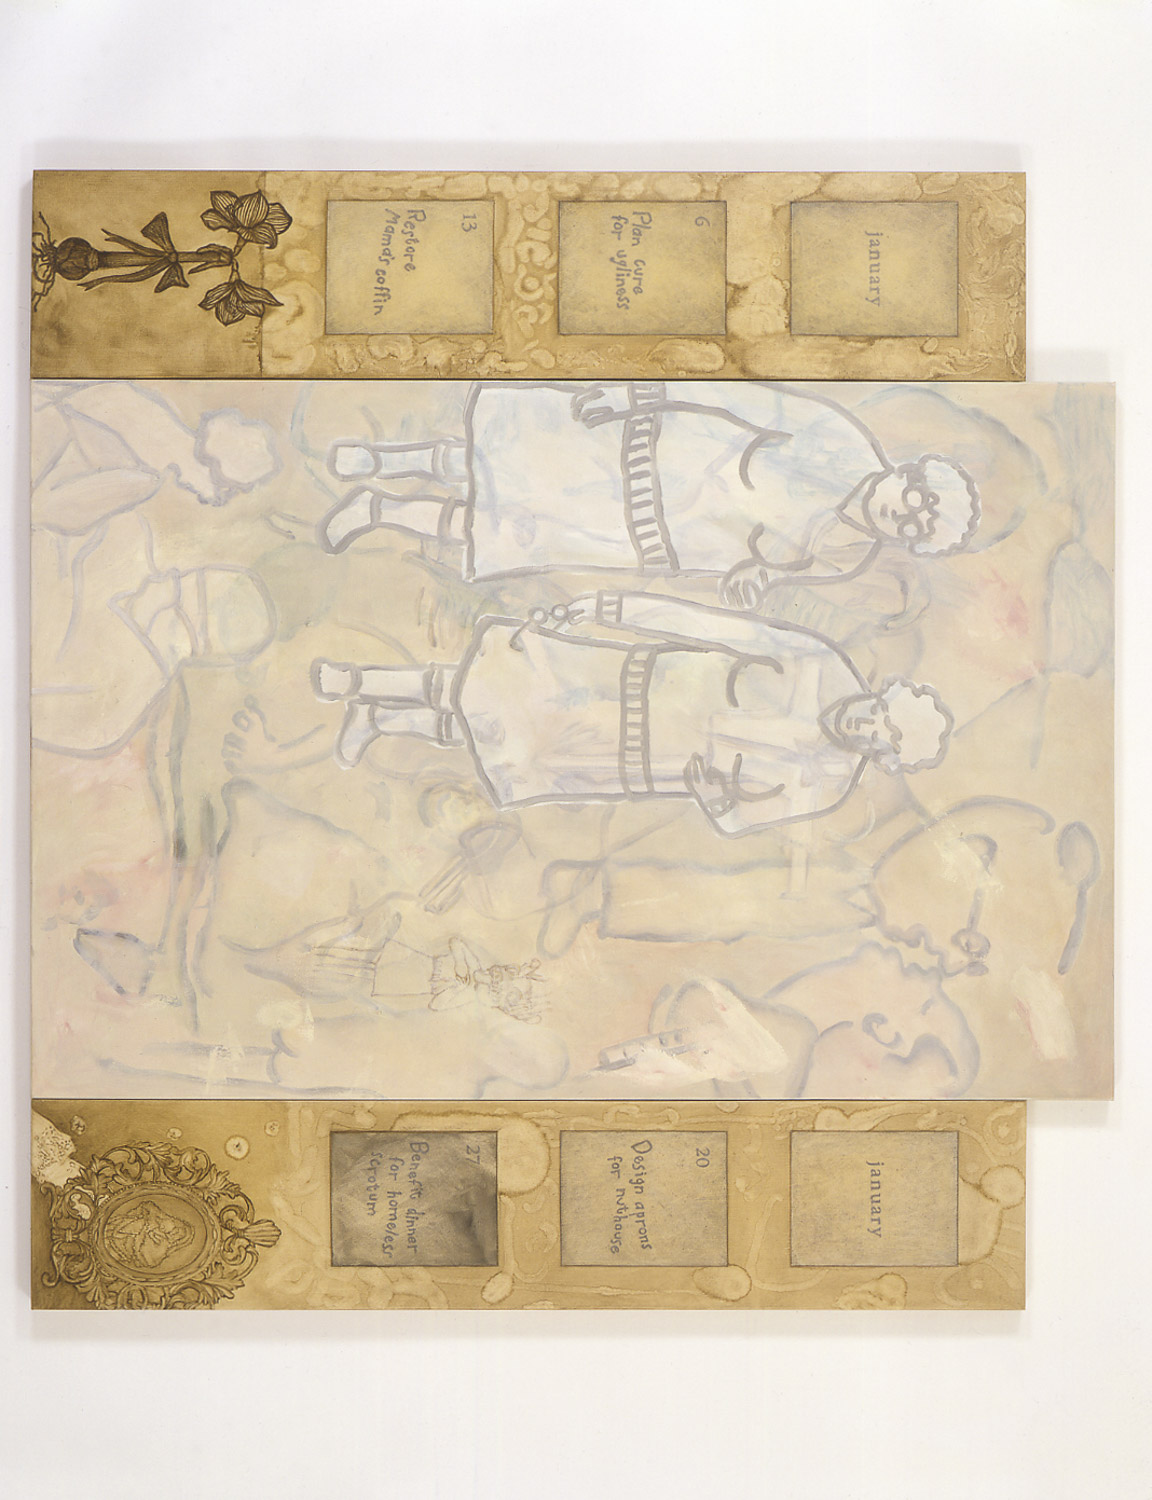 january
6
Plan cure
for ugliness
13
Restore
Mama's coffin
january
20
Design aprons
for nuthouse
27
Benefit dinner
for homeless
scrotum